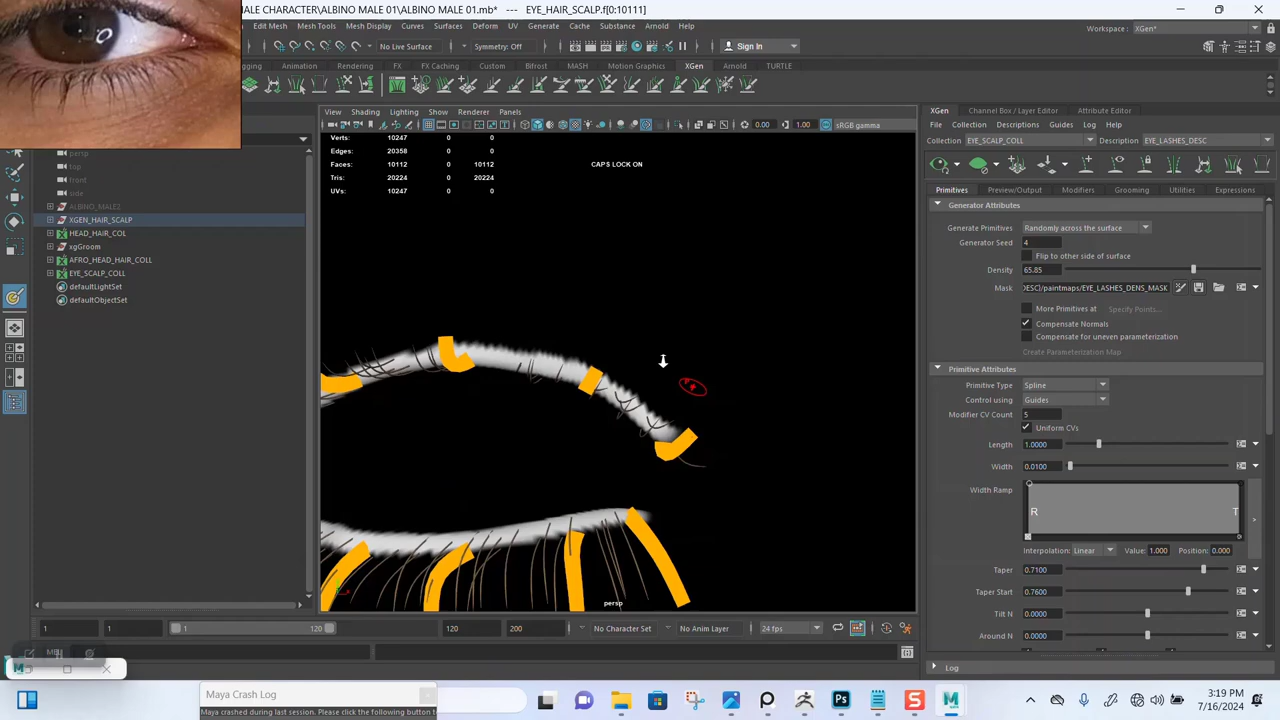 MALE CHARACTER\ALBINO MALE 01\ALBINO MALE 01.mb* --- EYE_HAIR_SCALP.f[0:10111]
Workspace : XGen*
Edit Mesh Mesh Tools Mesh Display Curves Surfaces Deform UV Generate Cache Substance Arnold Help
No Live Surface Symmetry: Off Sign In
Animation Rendering FX FX Caching Custom Bifrost MASH Motion Graphics XGen Arnold TURTLE
XGen Channel Box / Layer Editor Attribute Editor
View Shading Lighting Show Renderer Panels
0.00 1.00 sRGB gamma
File Collection Descriptions Guides Log Help
Collection EYE_SCALP_COLL Description EYE_LASHES_DESC
Verts: 10247 0 0
Edges: 20358 0 0
Faces: 10112 10112 0
Tris: 20224 20224 0
UVs: 10247 0 0
CAPS LOCK ON
persp
top
front
side
ALBINO_MALE2
XGEN_HAIR_SCALP
HEAD_HAIR_COL
xgGroom
AFRO_HEAD_HAIR_COLL
EYE_SCALP_COLL
defaultLightSet
defaultObjectSet
Primitives Preview/Output Modifiers Grooming Utilities Expressions
Generator Attributes
Generate Primitives Randomly across the surface
Generator Seed 4
Flip to other side of surface
Density 65.85
Mask DESC}/paintmaps/EYE_LASHES_DENS_MASK
More Primitives at Specify Points...
Compensate Normals
Compensate for uneven parameterization
Create Parameterization Map
Primitive Attributes
Primitive Type Spline
Control using Guides
Modifier CV Count 5
Uniform CVs
Length 1.0000
Width 0.0100
Width Ramp R T
Interpolation: Linear Value: 1.000 Position: 0.000
Taper 0.7100
Taper Start 0.7600
Tilt N 0.0000
Around N 0.0000
Log
persp
1 1 120 120 200 No Character Set No Anim Layer 24 fps
Maya Crash Log
Maya crashed during last session. Please click the following button t
3:19 PM
7/16/2024